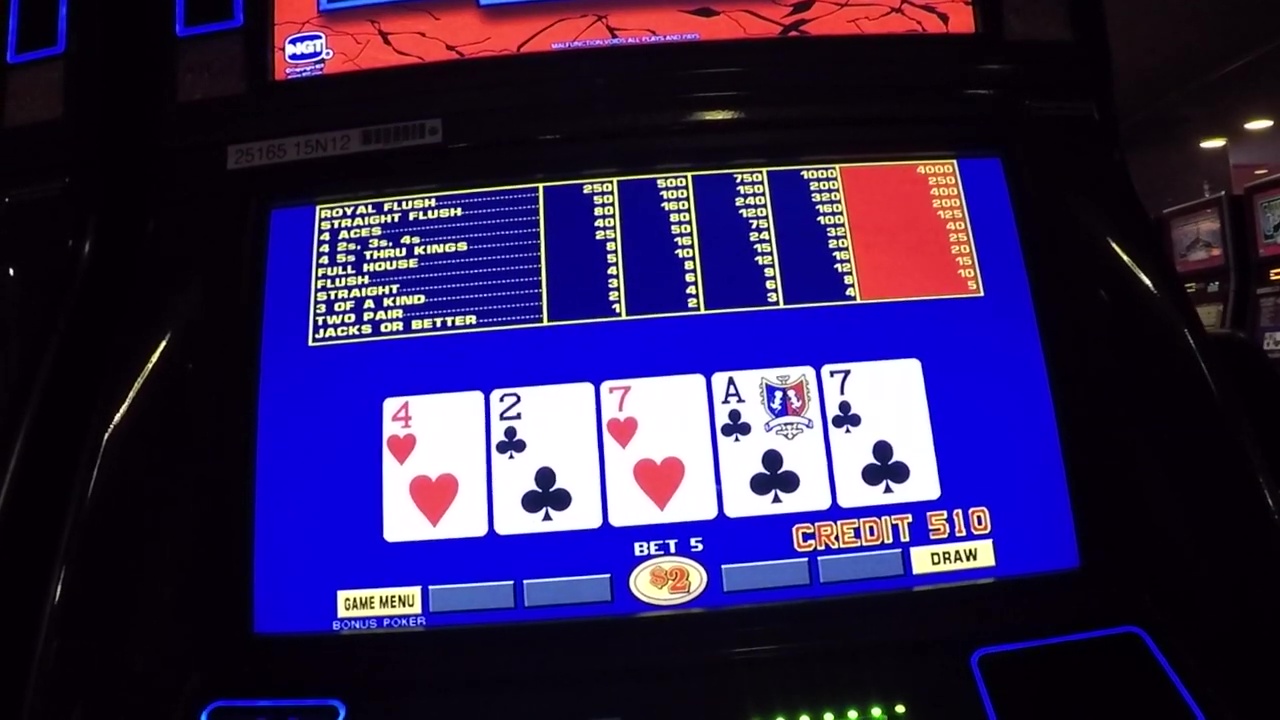 IGT
MALFUNCTION VOIDS ALL PLAYS AND PAYS
25165 15N12
ROYAL FLUSH 250 500 750 1000 4000
STRAIGHT FLUSH 50 100 150 200 250
4 ACES 80 160 240 320 400
4 2s, 3s, 4s 40 80 120 160 200
4 5s THRU KINGS 25 50 75 100 125
FULL HOUSE 8 16 24 32 40
FLUSH 5 10 15 20 25
STRAIGHT 4 8 12 16 20
3 OF A KIND 3 6 9 12 15
TWO PAIR 2 4 6 8 10
JACKS OR BETTER 1 2 3 4 5
4 2 7 A 7
BET 5
CREDIT 510
$2
GAME MENU
DRAW
BONUS POKER